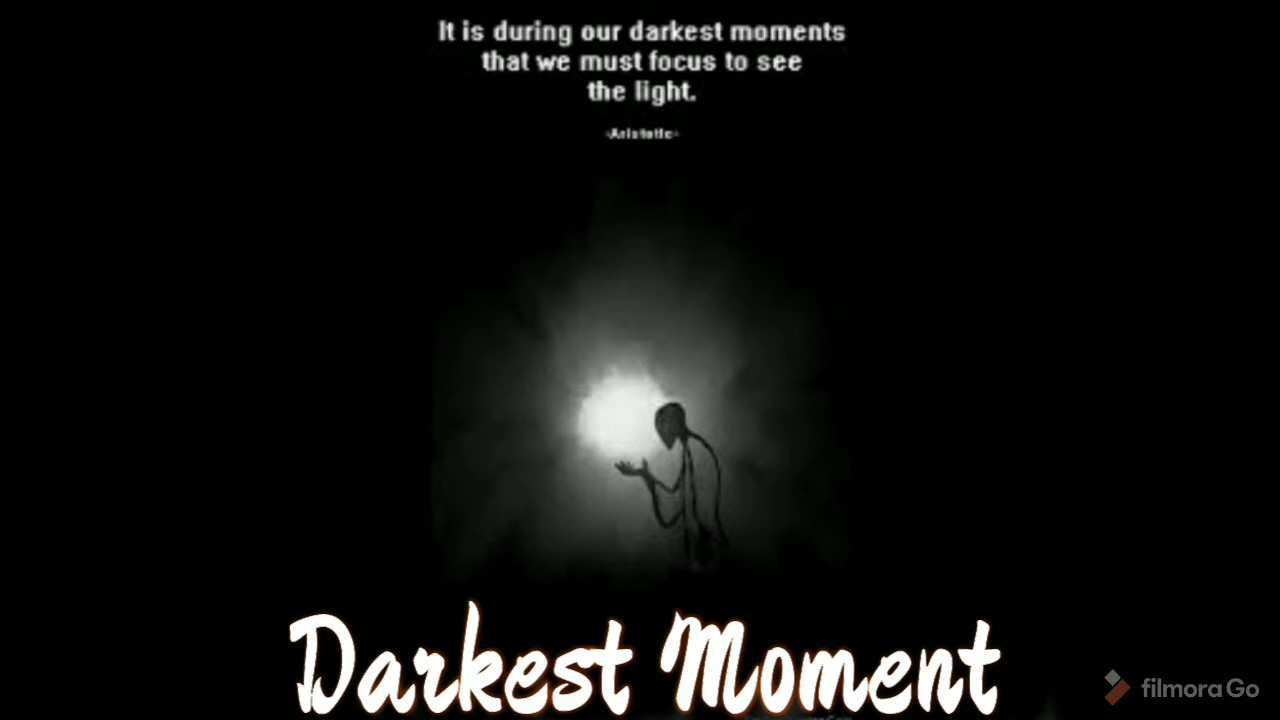 It is during our darkest moments
that we must focus to see
the light.
-Aristotle-
Darkest Moment
filmora Go